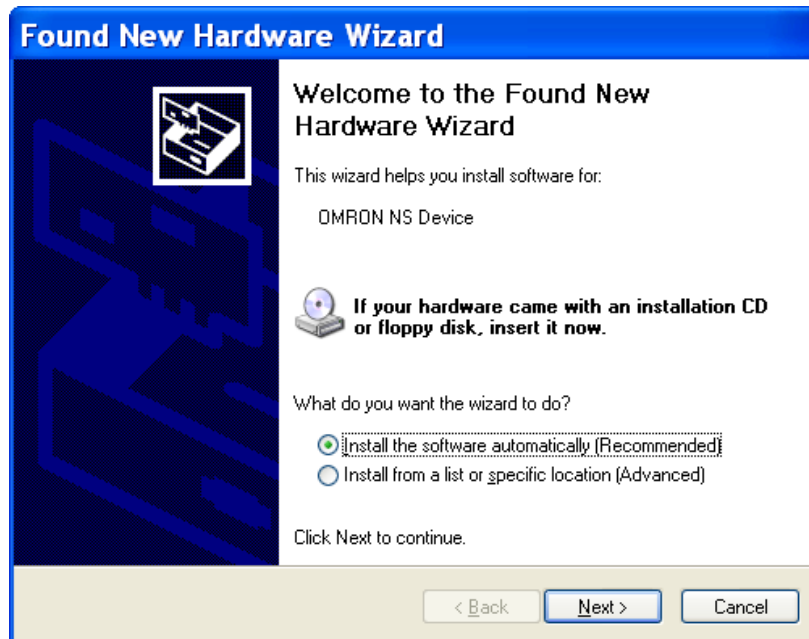 Found New Hardware Wizard
Welcome to the Found New
Hardware Wizard
This wizard helps you install software for:
OMRON NS Device
If your hardware came with an installation CD
or floppy disk, insert it now.
What do you want the wizard to do?
Install the software automatically (Recommended)
Install from a list or specific location (Advanced)
Click Next to continue.
< Back Next > Cancel